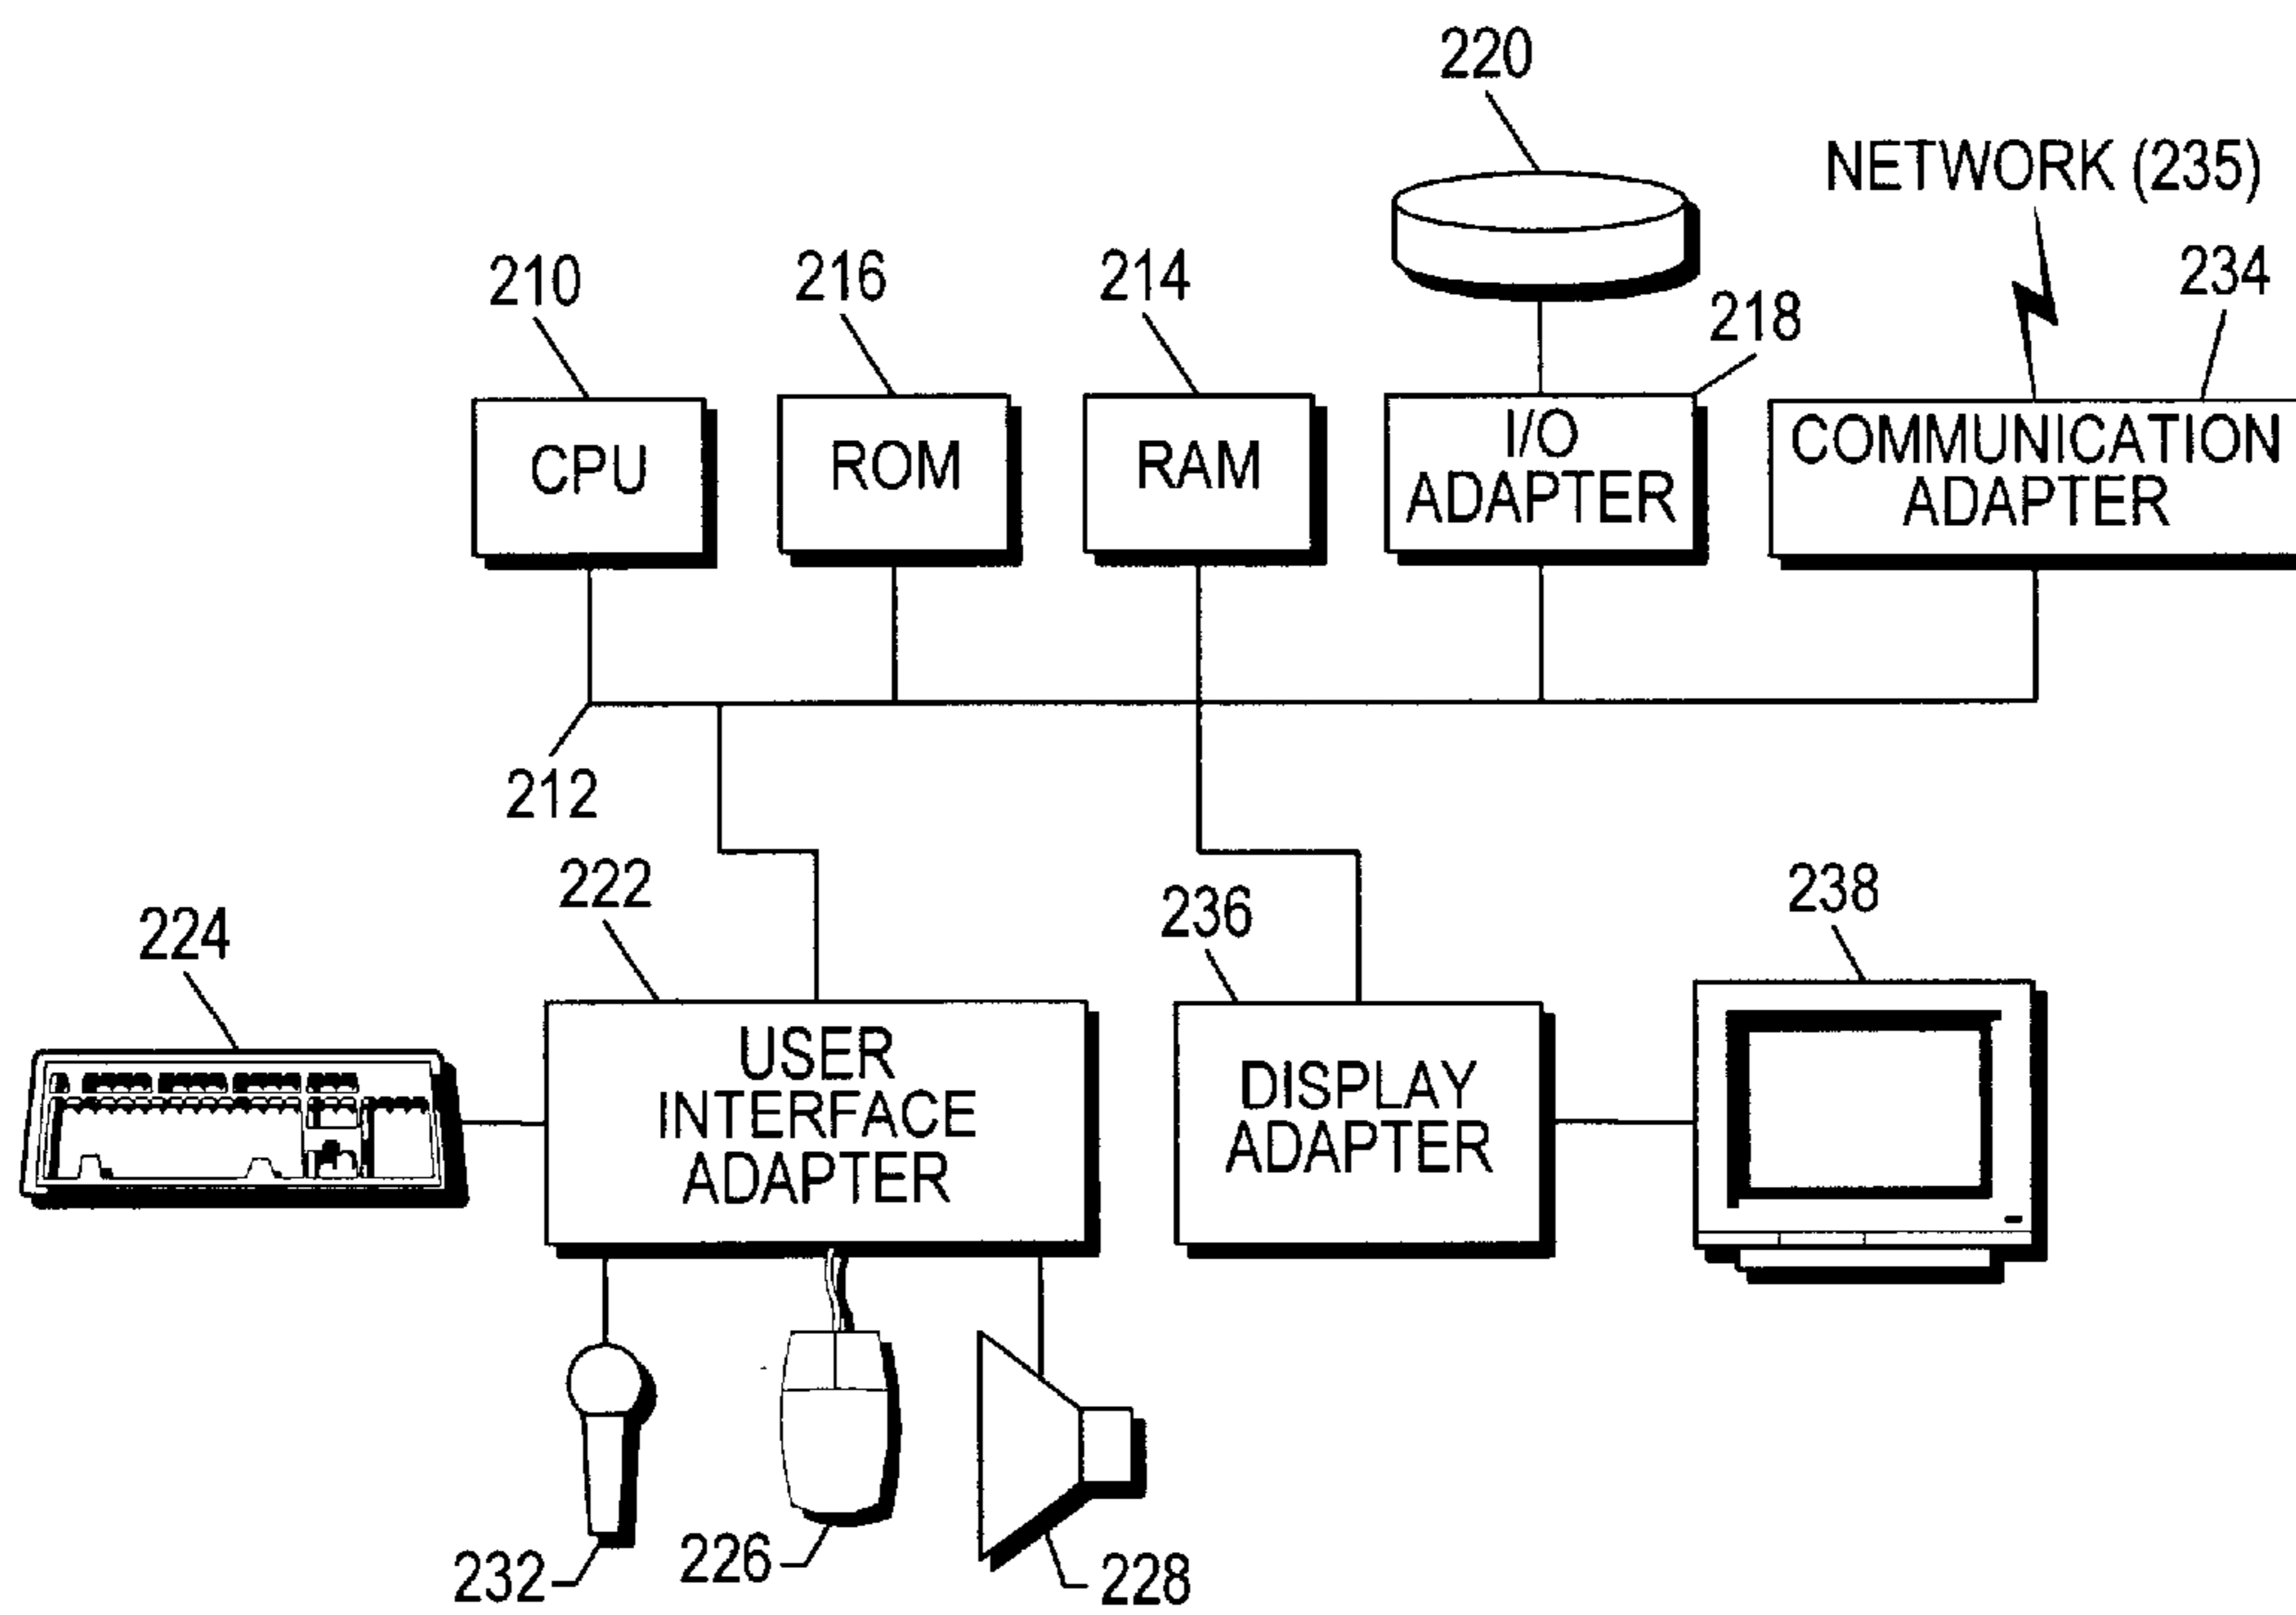 220
NETWORK (235)
210
216
214
218
234
CPU
ROM
RAM
I/O
ADAPTER
COMMUNICATION
ADAPTER
212
222
224
236
238
USER
INTERFACE
ADAPTER
DISPLAY
ADAPTER
232
226
228